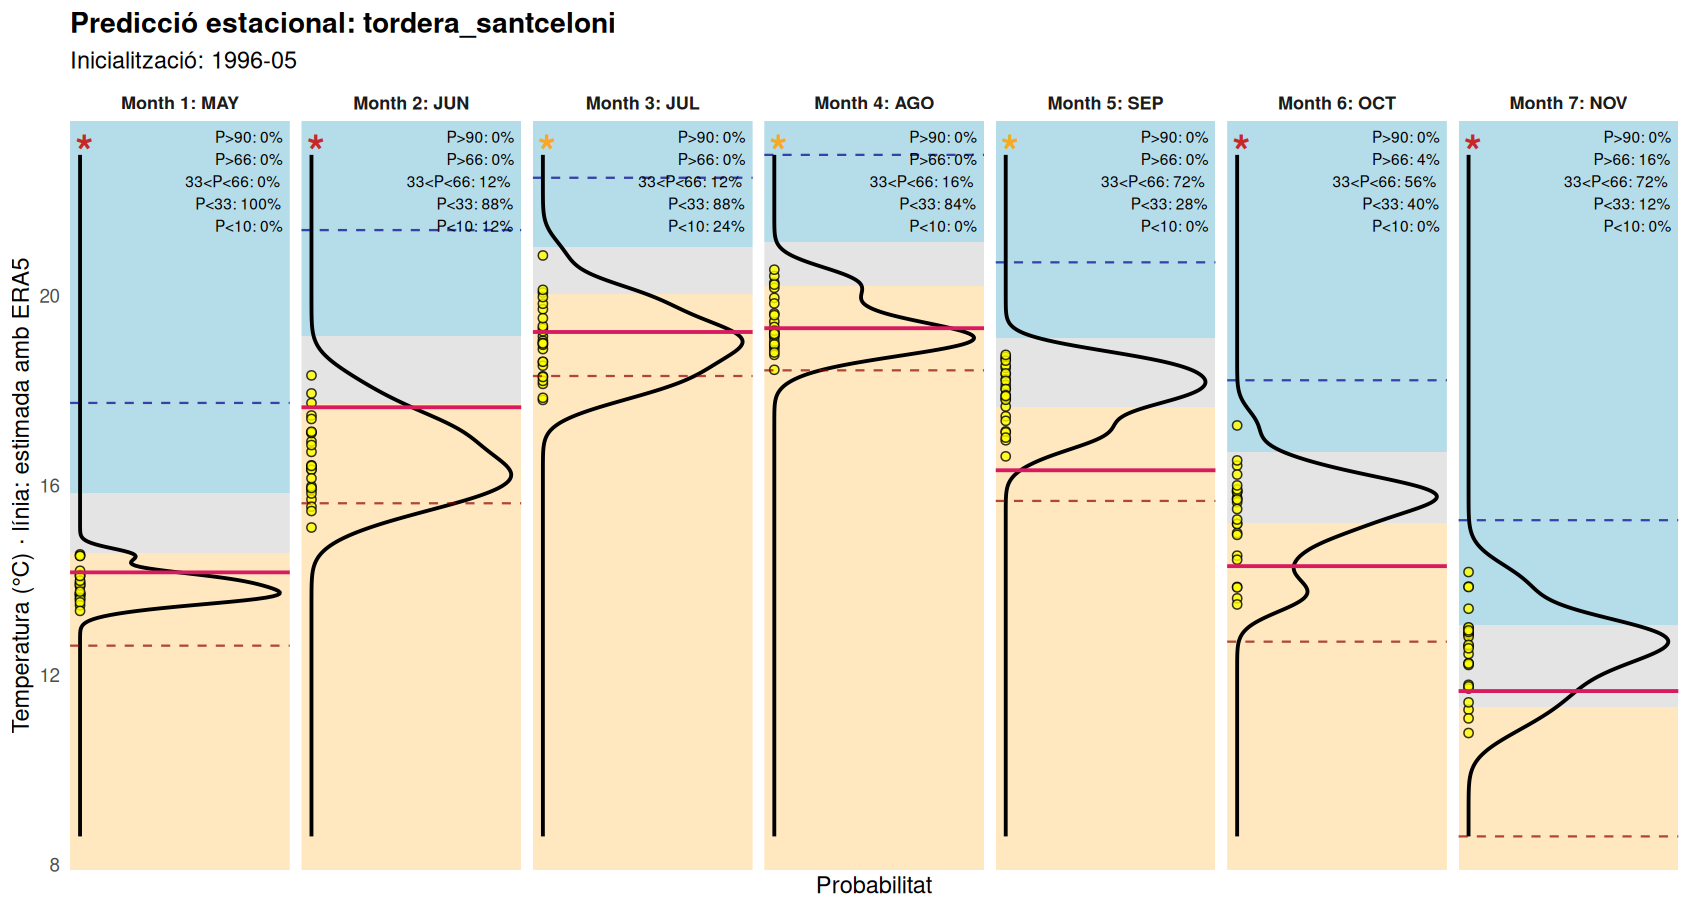 Predicció estacional: tordera_santceloni
Inicialització: 1996-05
Month 1: MAY
Month 2: JUN
Month 3: JUL
Month 4: AGO
Month 5: SEP
Month 6: OCT
Month 7: NOV
P>90: 0%
P>66: 0%
33<P<66: 0%
P<33: 100%
P<10: 0%
P>90: 0%
P>66: 0%
33<P<66: 12%
P<33: 88%
P<10: 12%
P>90: 0%
P>66: 0%
33<P<66: 12%
P<33: 88%
P<10: 24%
P>90: 0%
P>66: 0%
33<P<66: 16%
P<33: 84%
P<10: 0%
P>90: 0%
P>66: 0%
33<P<66: 72%
P<33: 28%
P<10: 0%
P>90: 0%
P>66: 4%
33<P<66: 56%
P<33: 40%
P<10: 0%
P>90: 0%
P>66: 16%
33<P<66: 72%
P<33: 12%
P<10: 0%
Temperatura (°C) · línia: estimada amb ERA5
20
16
12
8
Probabilitat